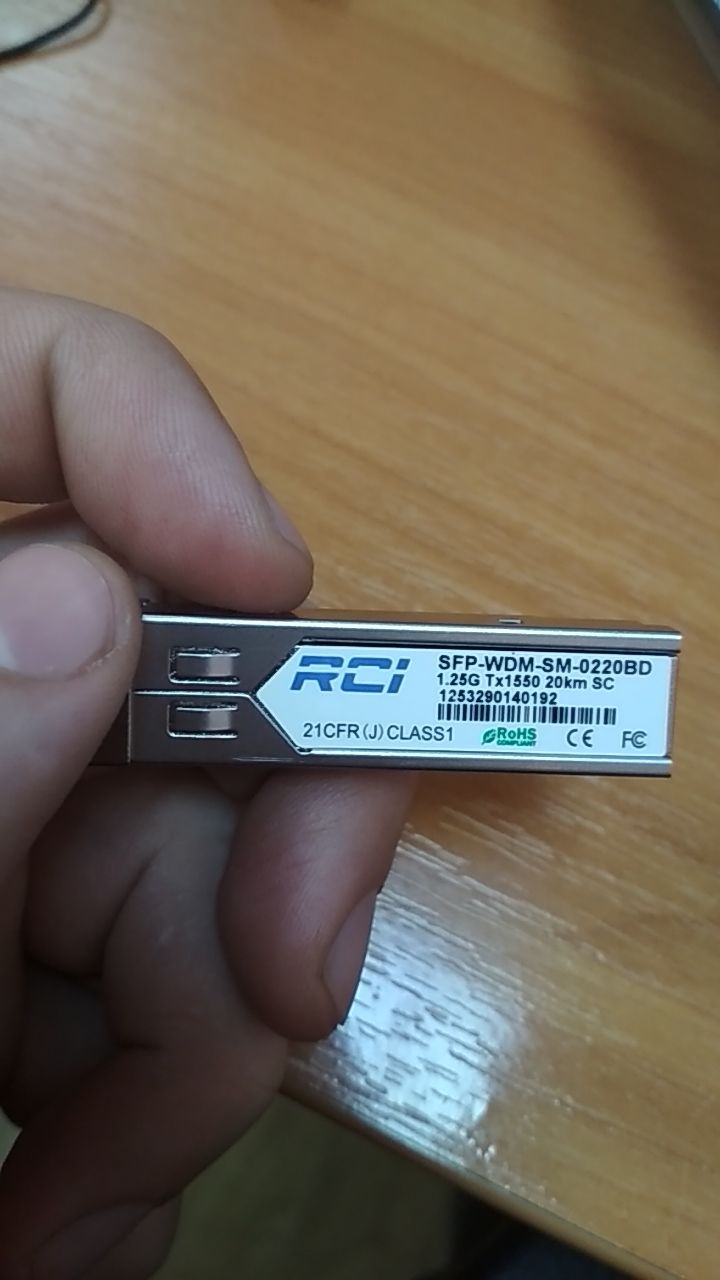 RCI
SFP-WDM-SM-0220BD
1.25G Tx1550 20km SC
1253290140192
21CFR(J)CLASS1
RoHS
COMPLIANT
CE
FC